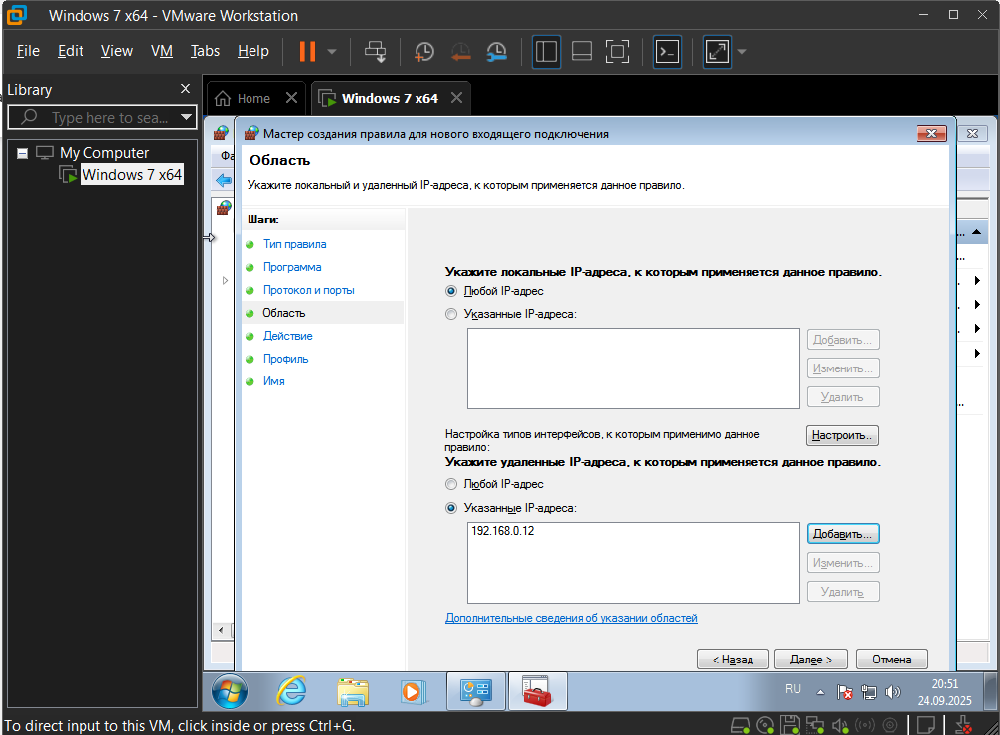 Windows 7 x64 - VMware Workstation
File Edit View VM Tabs Help
Library
Type here to sea...
My Computer
Windows 7 x64
Home
Windows 7 x64
Мастер создания правила для нового входящего подключения
Фа
Область
Укажите локальный и удаленный IP-адреса, к которым применяется данное правило.
Шаги:
Тип правила
Программа
Протокол и порты
Область
Действие
Профиль
Имя
Укажите локальные IP-адреса, к которым применяется данное правило.
Любой IP-адрес
Указанные IP-адреса:
Добавить...
Изменить...
Удалить
Настройка типов интерфейсов, к которым применимо данное
правило:
Настроить..
Укажите удаленные IP-адреса, к которым применяется данное правило.
Любой IP-адрес
Указанные IP-адреса:
192.168.0.12
Добавить...
Изменить...
Удалить
Дополнительные сведения об указании областей
< Назад
Далее >
Отмена
RU
20:51
24.09.2025
To direct input to this VM, click inside or press Ctrl+G.